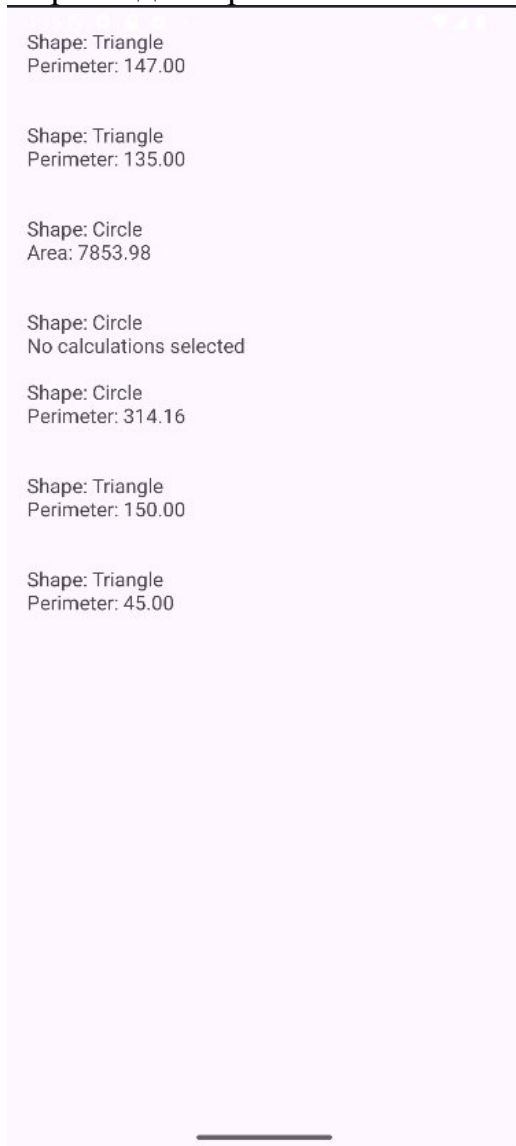 Shape: Triangle
Perimeter: 147.00
Shape: Triangle
Perimeter: 135.00
Shape: Circle
Area: 7853.98
Shape: Circle
No calculations selected
Shape: Circle
Perimeter: 314.16
Shape: Triangle
Perimeter: 150.00
Shape: Triangle
Perimeter: 45.00